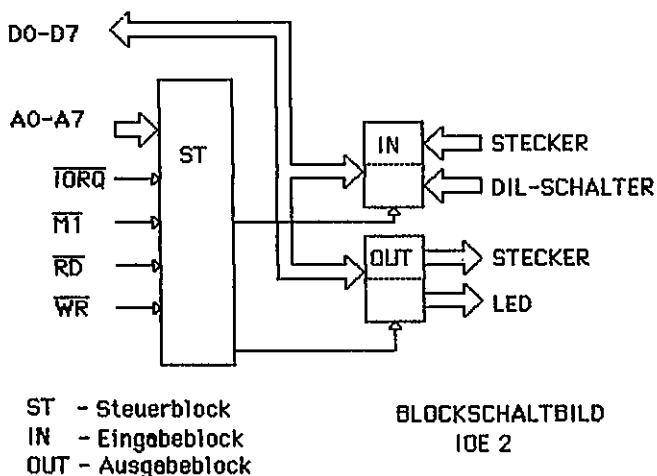 D0-D7
A0-A7
IORQ
M1
RD
WR
ST
IN
STECKER
DIL-SCHALTER
OUT
STECKER
LED
ST - Steuerblock
IN - Eingabeblock
OUT - Ausgabeblock
BLOCKSCHALTBILD
IOE 2